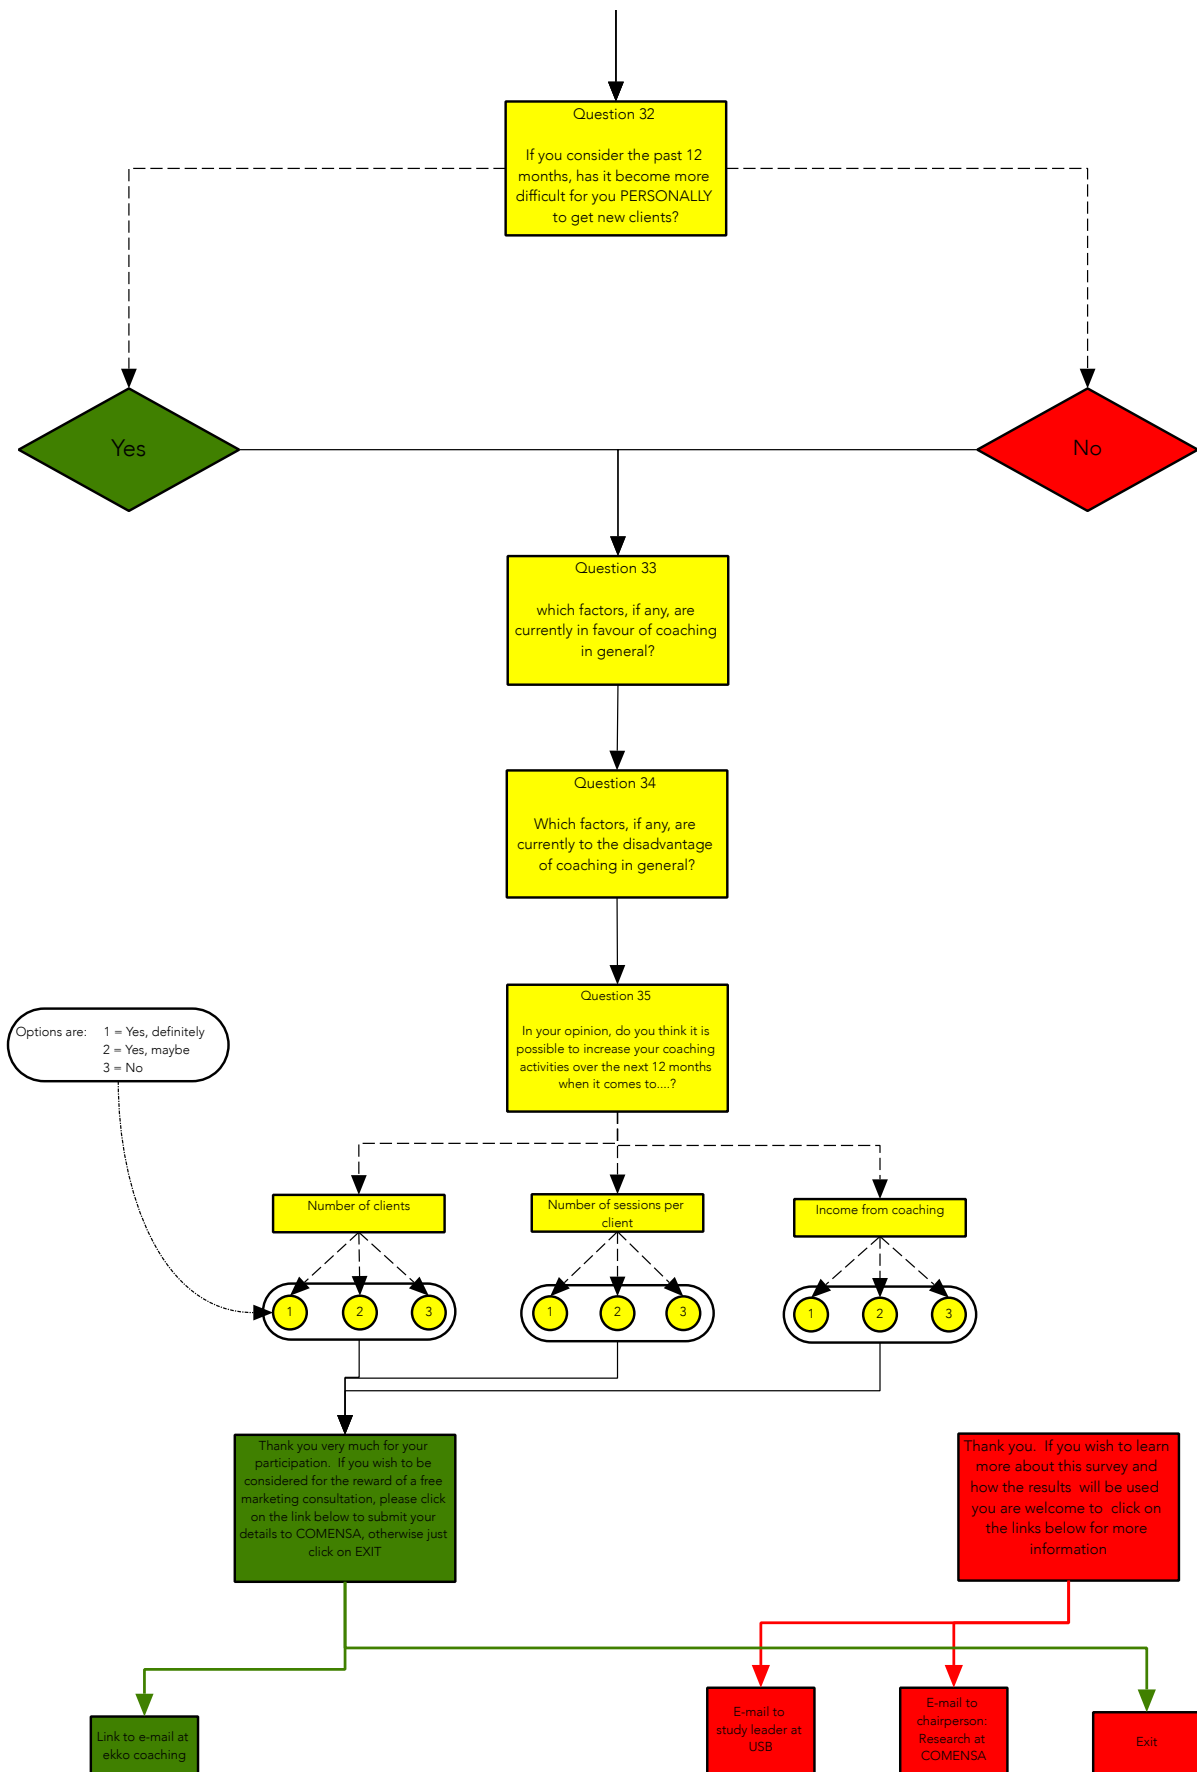 Question 32
If you consider the past 12
months, has it become more
difficult for you PERSONALLY
to get new clients?
Yes
No
Question 33
which factors, if any, are
currently in favour of coaching
in general?
Question 34
Which factors, if any, are
currently to the disadvantage
of coaching in general?
Question 35
In your opinion, do you think it is
possible to increase your coaching
activities over the next 12 months
when it comes to....?
Options are: 1 = Yes, definitely
2 = Yes, maybe
3 = No
Number of clients
Number of sessions per
client
Income from coaching
1 2 3
1 2 3
1 2 3
Thank you very much for your
participation. If you wish to be
considered for the reward of a free
marketing consultation, please click
on the link below to submit your
details to COMENSA, otherwise just
click on EXIT
Thank you. If you wish to learn
more about this survey and
how the results will be used
you are welcome to click on
the links below for more
information
Link to e-mail at
ekko coaching
E-mail to
study leader at
USB
E-mail to
chairperson:
Research at
COMENSA
Exit